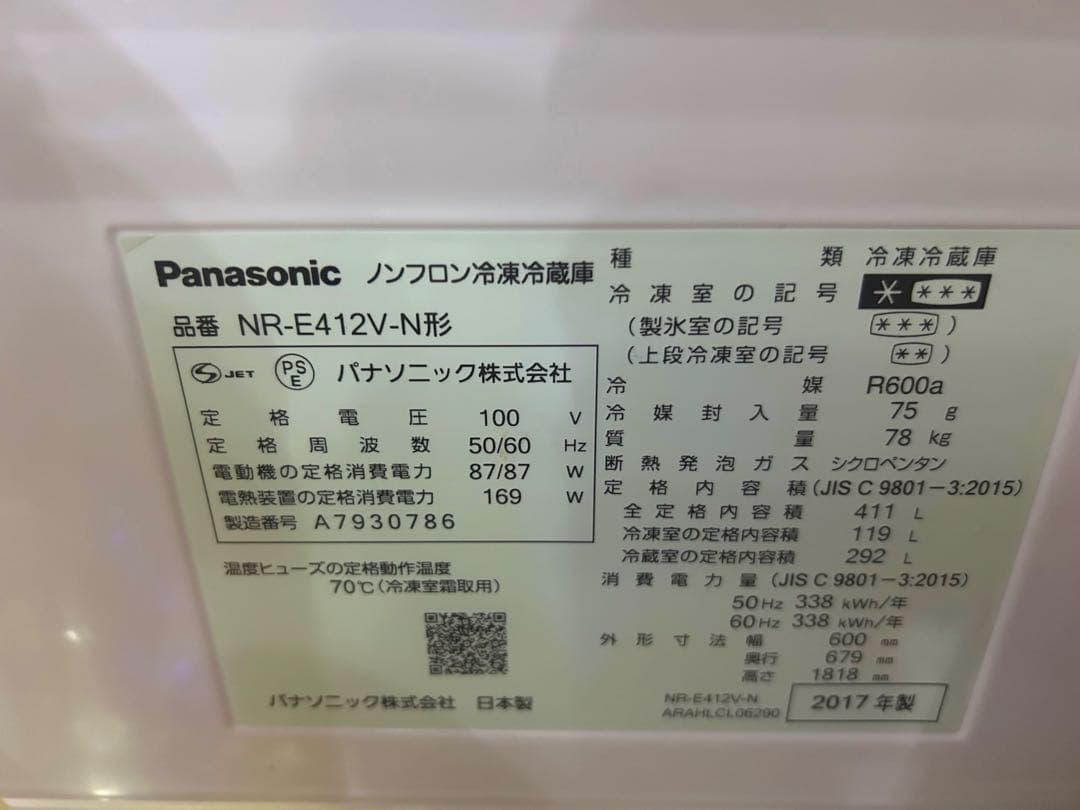 Panasonic ノンフロン冷凍冷蔵庫
品番 NR-E412V-N形
JET PSE パナソニック株式会社
定格電圧 100 V
定格周波数 50/60 Hz
電動機の定格消費電力 87/87 W
電熱装置の定格消費電力 169 W
製造番号 A7930786
温度ヒューズの定格動作温度
70℃(冷凍室霜取用)
パナソニック株式会社 日本製
種類 冷凍冷蔵庫
冷凍室の記号 * ***
(製氷室の記号 ***)
(上段冷凍室の記号 **)
冷媒 R600a
冷媒封入量 75 g
質量 78 kg
断熱発泡ガス シクロペンタン
定格内容積(JIS C 9801-3:2015)
全定格内容積 411 L
冷凍室の定格内容積 119 L
冷蔵室の定格内容積 292 L
消費電力量(JIS C 9801-3:2015)
50Hz 338 kWh/年
60Hz 338 kWh/年
外形寸法 幅 600 mm
奥行 679 mm
高さ 1818 mm
NR-E412V-N
ARAHLCL06290
2017年製